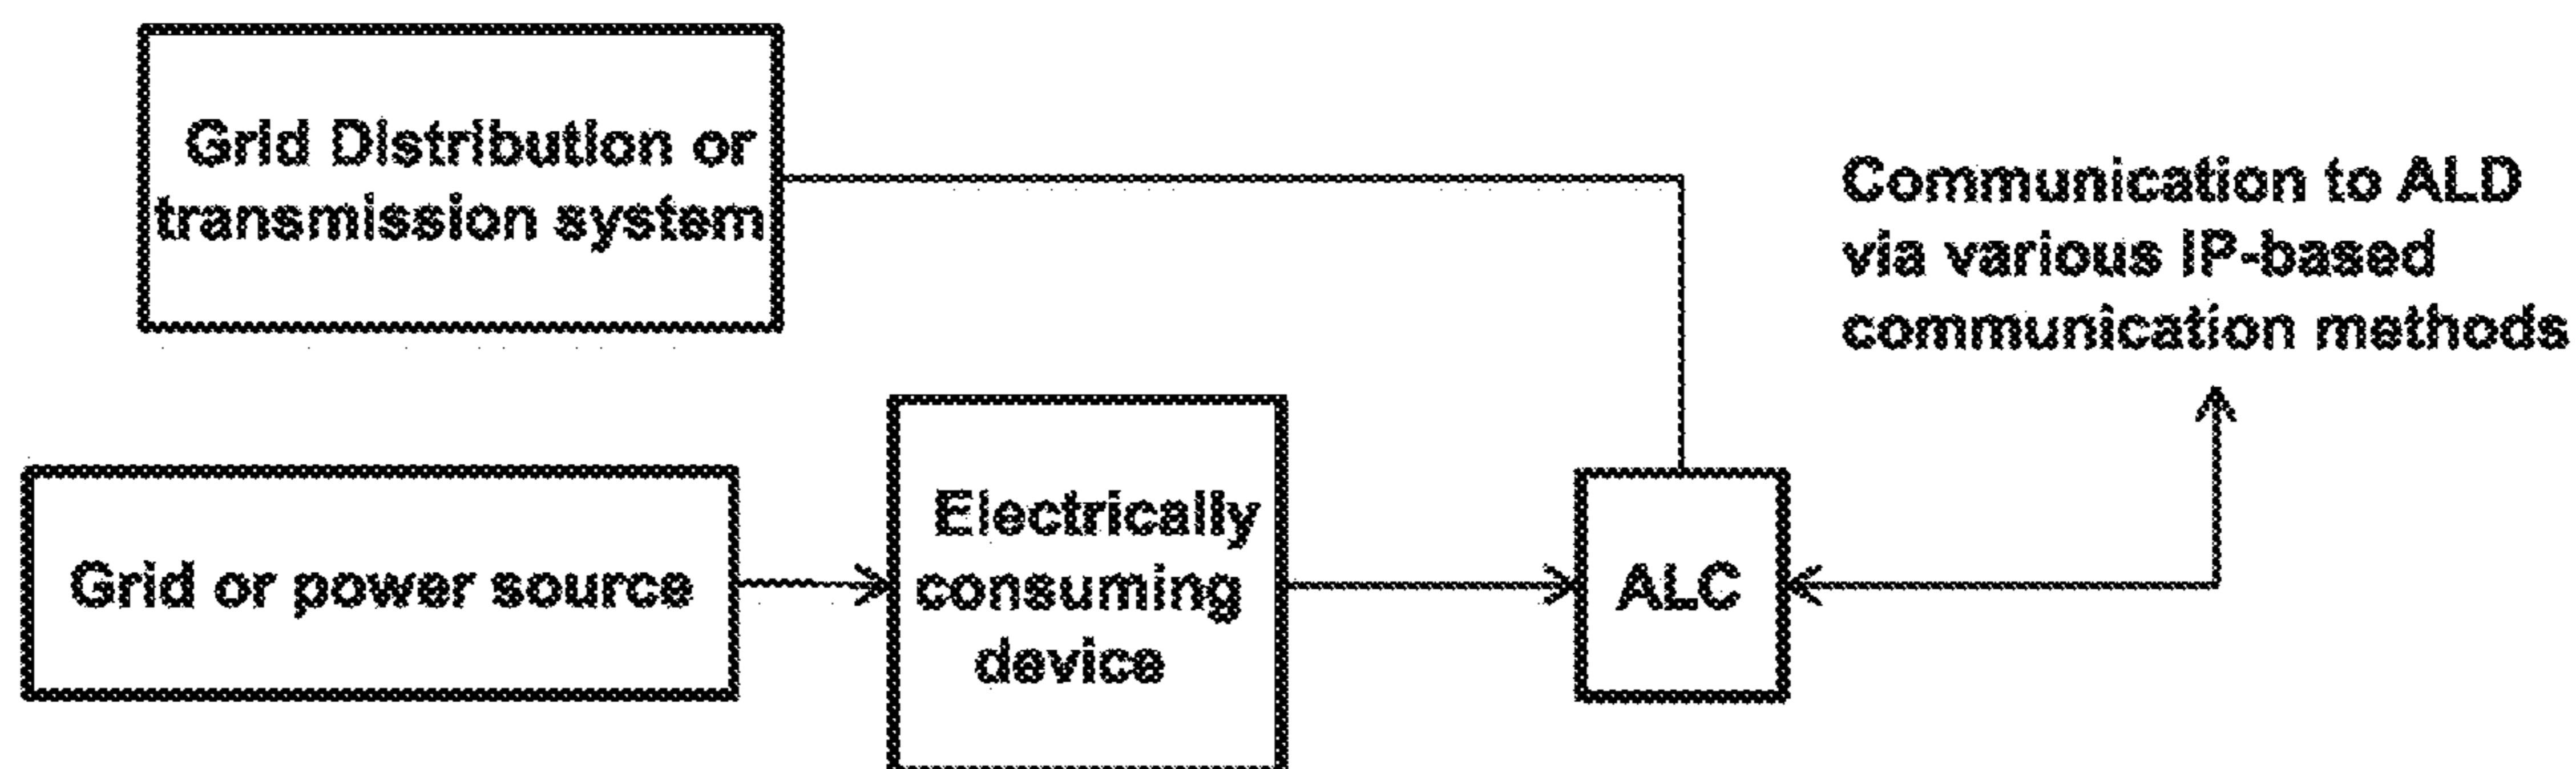 Grid Distribution or
transmission system
Communication to ALD
via various IP-based
communication methods
Grid or power source
Electrically
consuming
device
ALC